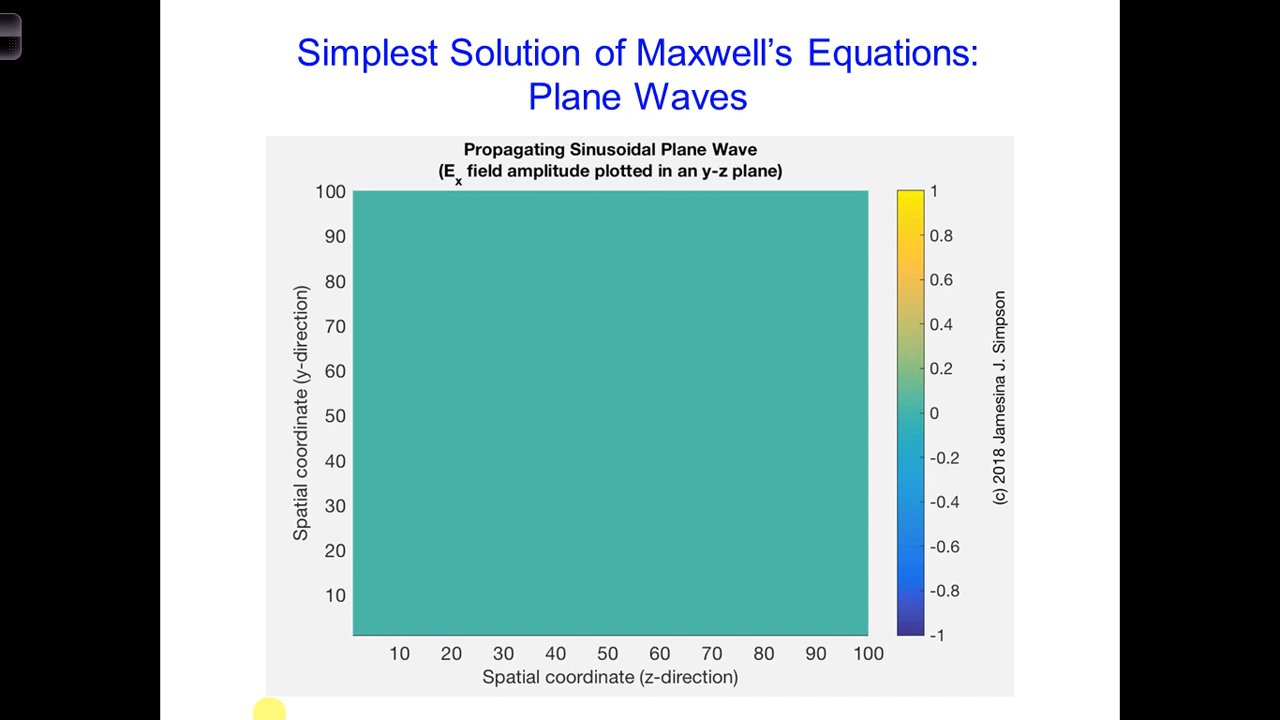 Simplest Solution of Maxwell's Equations:
Plane Waves
Propagating Sinusoidal Plane Wave
(Ex field amplitude plotted in an y-z plane)
Spatial coordinate (y-direction)
100
90
80
70
60
50
40
30
20
10
10 20 30 40 50 60 70 80 90 100
Spatial coordinate (z-direction)
1
0.8
0.6
0.4
0.2
0
-0.2
-0.4
-0.6
-0.8
-1
(c) 2018 Jamesina J. Simpson